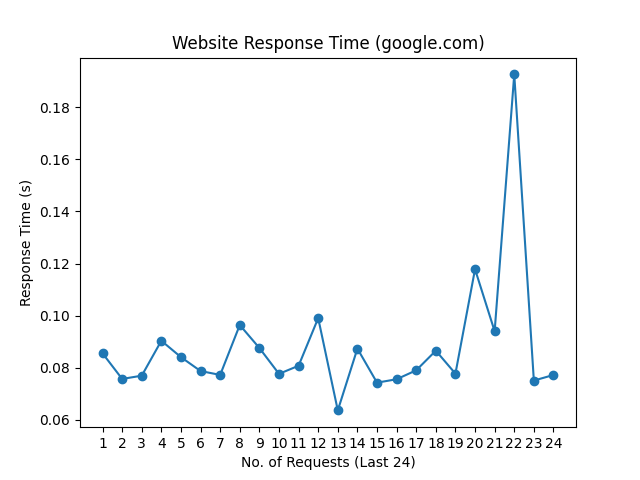 Website Response Time (google.com)
0.18
0.16
0.14
0.12
0.10
0.08
0.06
Response Time (s)
1 2 3 4 5 6 7 8 9 10 11 12 13 14 15 16 17 18 19 20 21 22 23 24
No. of Requests (Last 24)